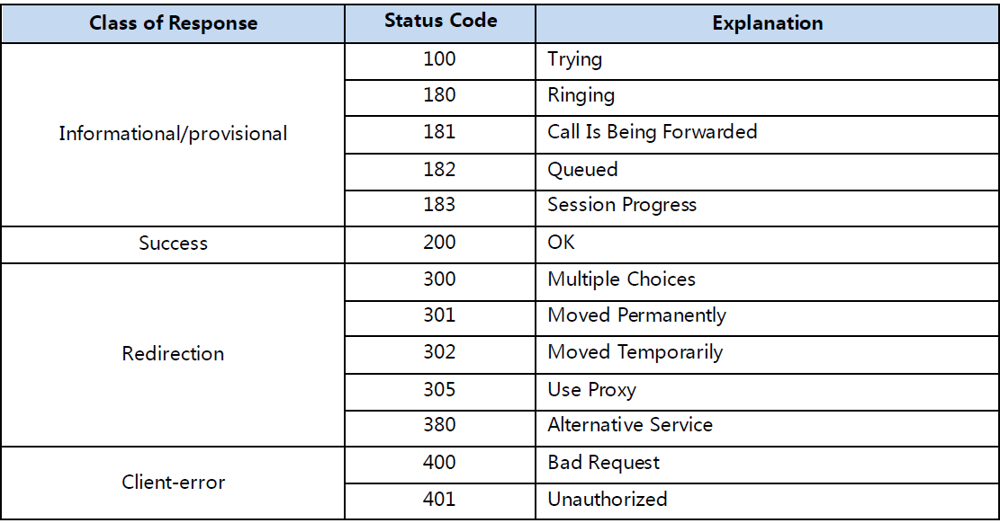 Class of Response Status Code Explanation
Informational/provisional
100 Trying
180 Ringing
181 Call Is Being Forwarded
182 Queued
183 Session Progress
Success 200 OK
Redirection
300 Multiple Choices
301 Moved Permanently
302 Moved Temporarily
305 Use Proxy
380 Alternative Service
Client-error
400 Bad Request
401 Unauthorized